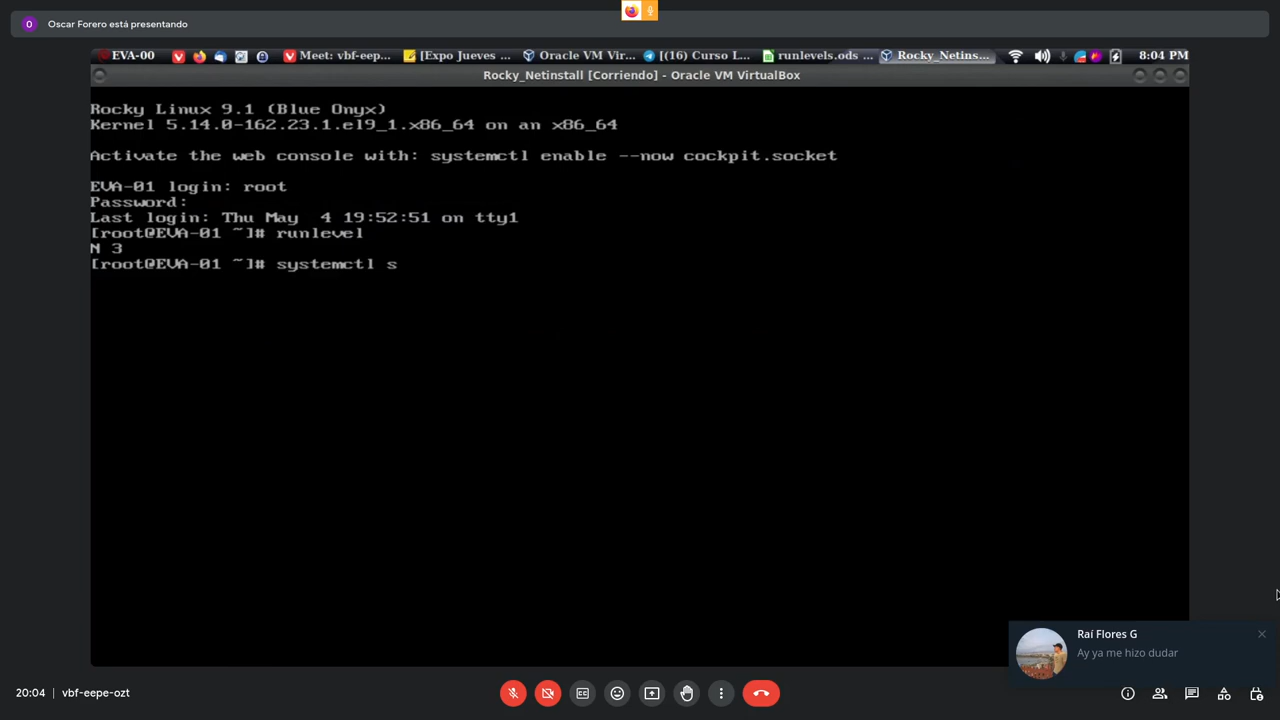 O Oscar Forero está presentando
EVA-00 Meet: vbf-eepe-... [Expo Jueves ... Oracle VM Vir... [(16) Curso L... runlevels.ods ... Rocky_Netins... 8:04 PM
Rocky_Netinstall [Corriendo] - Oracle VM VirtualBox
Rocky Linux 9.1 (Blue Onyx)
Kernel 5.14.0-162.23.1.el9_1.x86_64 on an x86_64
Activate the web console with: systemctl enable --now cockpit.socket
EVA-01 login: root
Password:
Last login: Thu May  4 19:52:51 on tty1
[root@EVA-01 ~]# runlevel
N 3
[root@EVA-01 ~]# systemctl s
Raí Flores G
Ay ya me hizo dudar
20:04 vbf-eepe-ozt